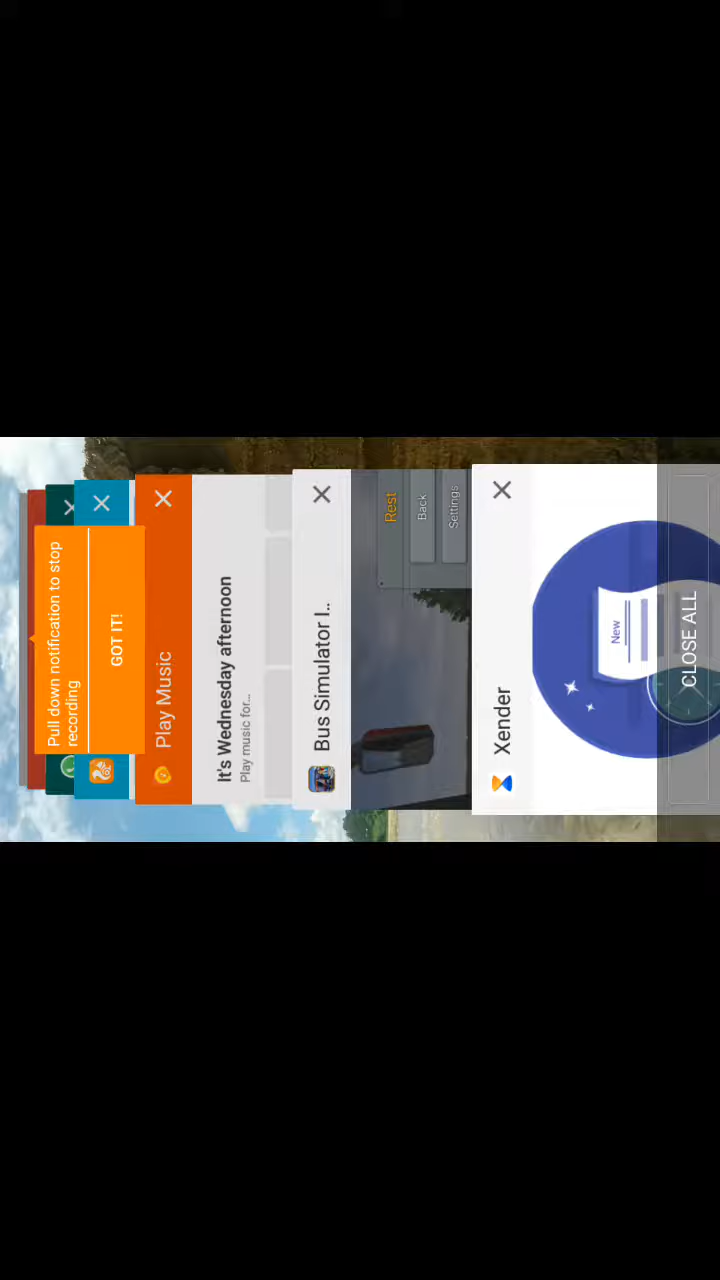 Pull down notification to stop
recording
GOT IT!
Play Music
It's Wednesday afternoon
Play music for...
Bus Simulator I..
Rest
Back
Settings
Xender
New
CLOSE ALL